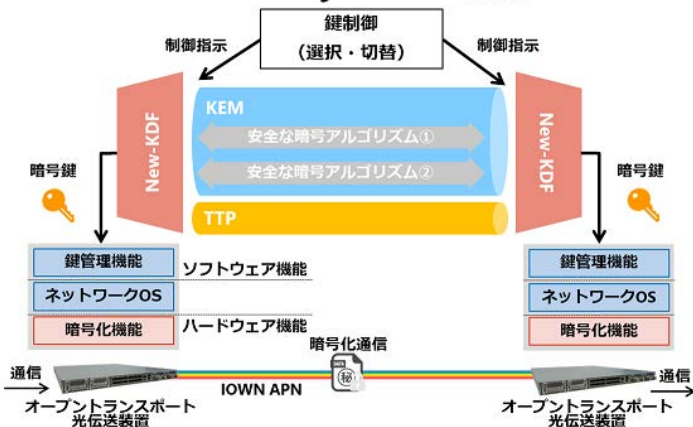 鍵制御
（選択・切替）
制御指示
制御指示
New-KDF
KEM
安全な暗号アルゴリズム①
安全な暗号アルゴリズム②
TTP
New-KDF
暗号鍵
暗号鍵
鍵管理機能
ネットワークOS
暗号化機能
ソフトウェア機能
ハードウェア機能
鍵管理機能
ネットワークOS
暗号化機能
暗号化通信
秘
通信
IOWN APN
通信
オープントランスポート
光伝送装置
オープントランスポート
光伝送装置